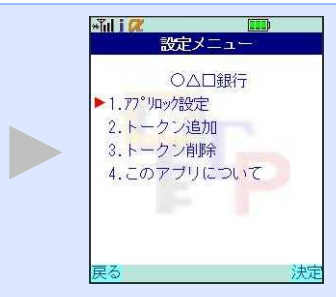 設定メニュー
○△□銀行
1.ｱﾌﾟﾘﾛｯｸ設定
2.トークン追加
3.トークン削除
4.このアプリについて
戻る 決定